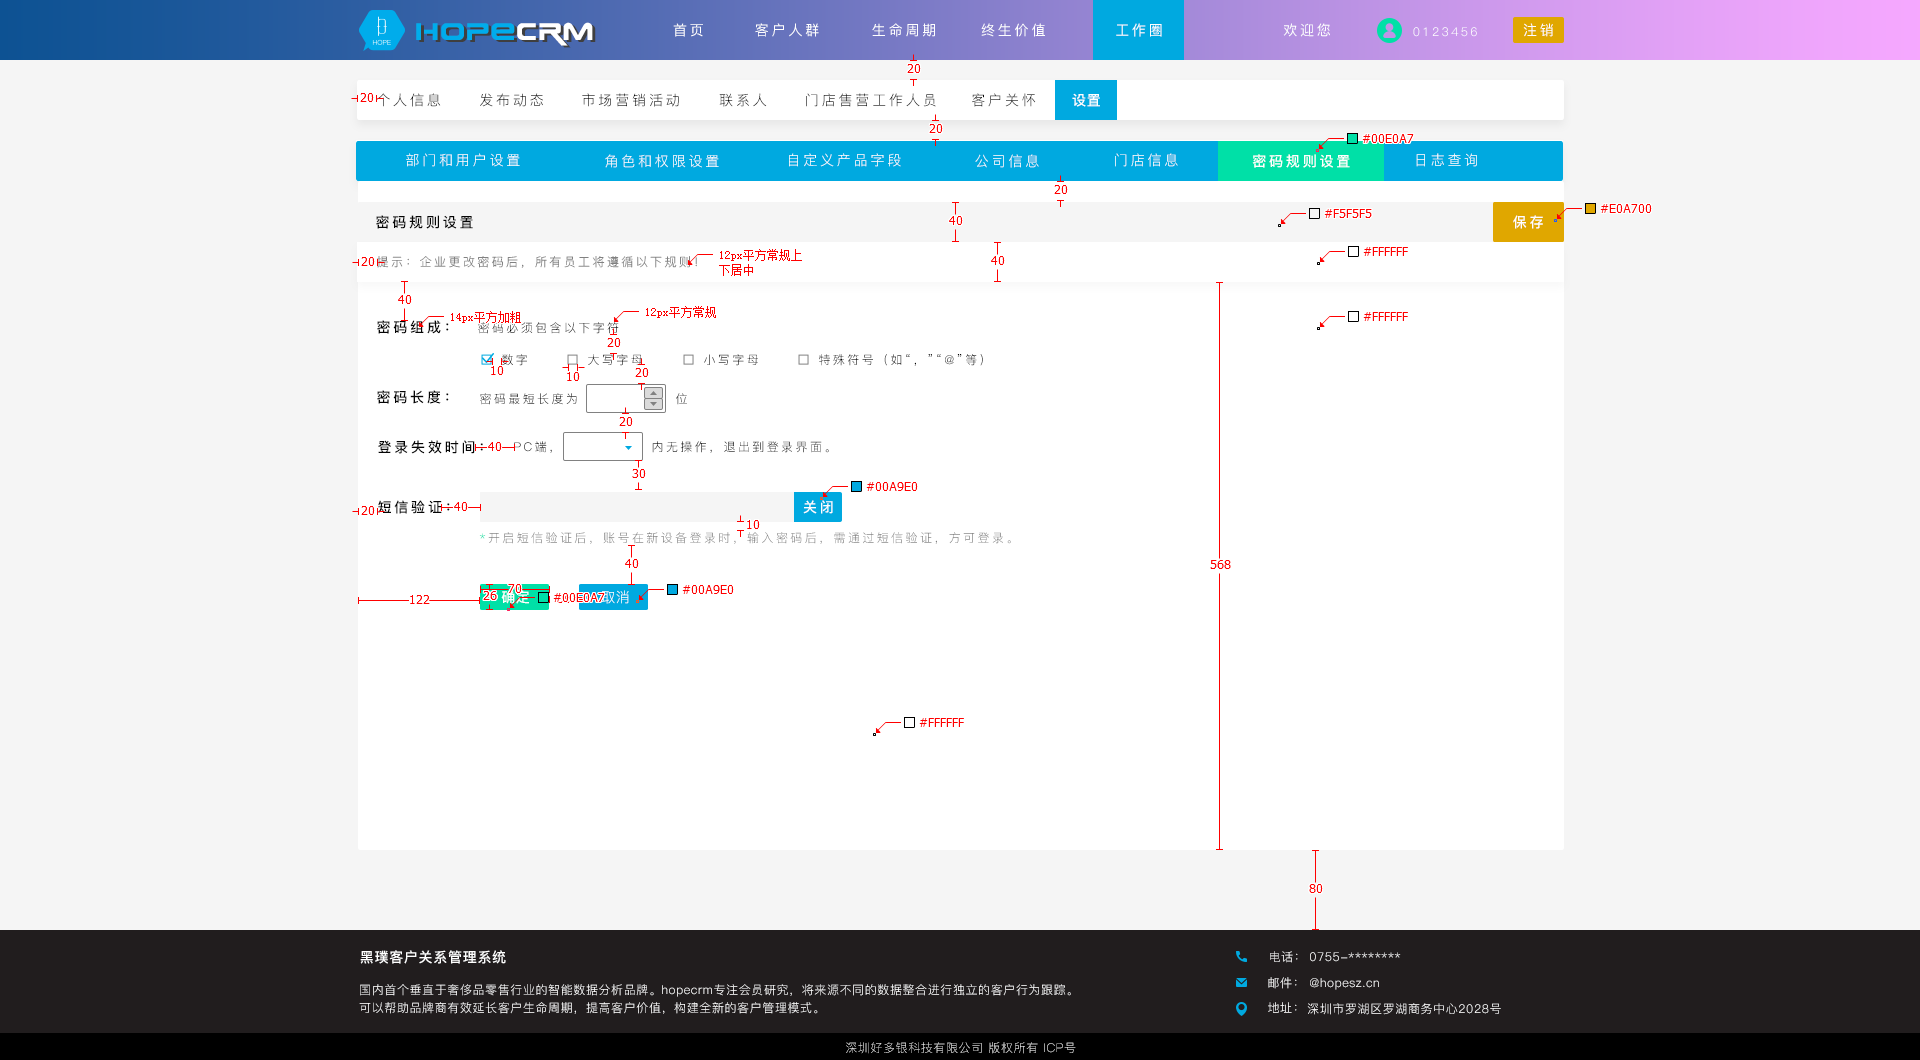 HOPE
HOPECRM
首页 客户人群 生命周期 终生价值 工作圈 欢迎您 0123456 注销
20
20 个人信息 发布动态 市场营销活动 联系人 门店售营工作人员 客户关怀 设置
20
#00E0A7
部门和用户设置 角色和权限设置 自定义产品字段 公司信息 门店信息 密码规则设置 日志查询
20
密码规则设置 40 #F5F5F5 保存 #E0A700
20 提示：企业更改密码后，所有员工将遵循以下规则！ 12px平方常规上
下居中
40 #FFFFFF
40
密码组成： 14px平方加粗 密码必须包含以下字符 12px平方常规 #FFFFFF
20
数字 大写字母 小写字母 特殊符号（如“，”“@”等）
10 10 20
密码长度： 密码最短长度为 位
20
登录失效时间： 40 PC端， 内无操作，退出到登录界面。
30
#00A9E0
20 短信验证： 40 关闭
10
*开启短信验证后，账号在新设备登录时，输入密码后，需通过短信验证，方可登录。
40 568
122 26 70 确定 #00E0A7 取消 #00A9E0
#FFFFFF
80
黑璞客户关系管理系统
国内首个垂直于奢侈品零售行业的智能数据分析品牌。hopecrm专注会员研究，将来源不同的数据整合进行独立的客户行为跟踪。
可以帮助品牌商有效延长客户生命周期，提高客户价值，构建全新的客户管理模式。
电话： 0755-********
邮件： @hopesz.cn
地址： 深圳市罗湖区罗湖商务中心2028号
深圳好多银科技有限公司 版权所有 ICP号